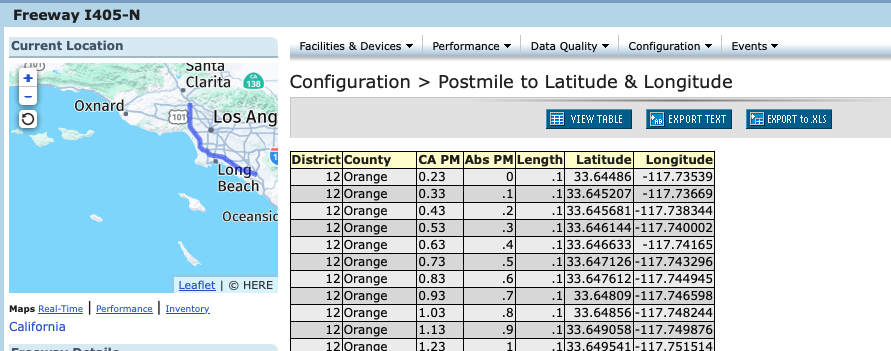 Freeway I405-N
Current Location
Santa
Clarita
CA
138
Oxnard
101
Los Ang
Long
Beach
Oceansic
+
−
Leaflet | © HERE
Maps Real-Time | Performance | Inventory
California
Freeway Details
Facilities & Devices Performance Data Quality Configuration Events
Configuration > Postmile to Latitude & Longitude
VIEW TABLE EXPORT TEXT EXPORT to .XLS
District County CA PM Abs PM Length Latitude Longitude
12 Orange 0.23 0 .1 33.64486 -117.73539
12 Orange 0.33 .1 .1 33.645207 -117.73669
12 Orange 0.43 .2 .1 33.645681 -117.738344
12 Orange 0.53 .3 .1 33.646144 -117.740002
12 Orange 0.63 .4 .1 33.646633 -117.74165
12 Orange 0.73 .5 .1 33.647126 -117.743296
12 Orange 0.83 .6 .1 33.647612 -117.744945
12 Orange 0.93 .7 .1 33.64809 -117.746598
12 Orange 1.03 .8 .1 33.64856 -117.748244
12 Orange 1.13 .9 .1 33.649058 -117.749876
12 Orange 1.23 1 .1 33.649541 -117.751514